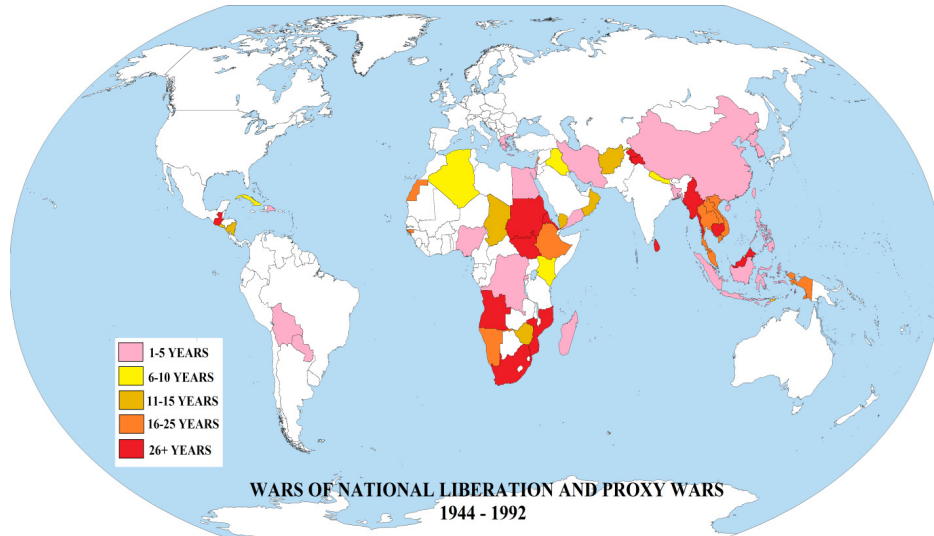 1-5 YEARS
6-10 YEARS
11-15 YEARS
16-25 YEARS
26+ YEARS
WARS OF NATIONAL LIBERATION AND PROXY WARS
1944 - 1992